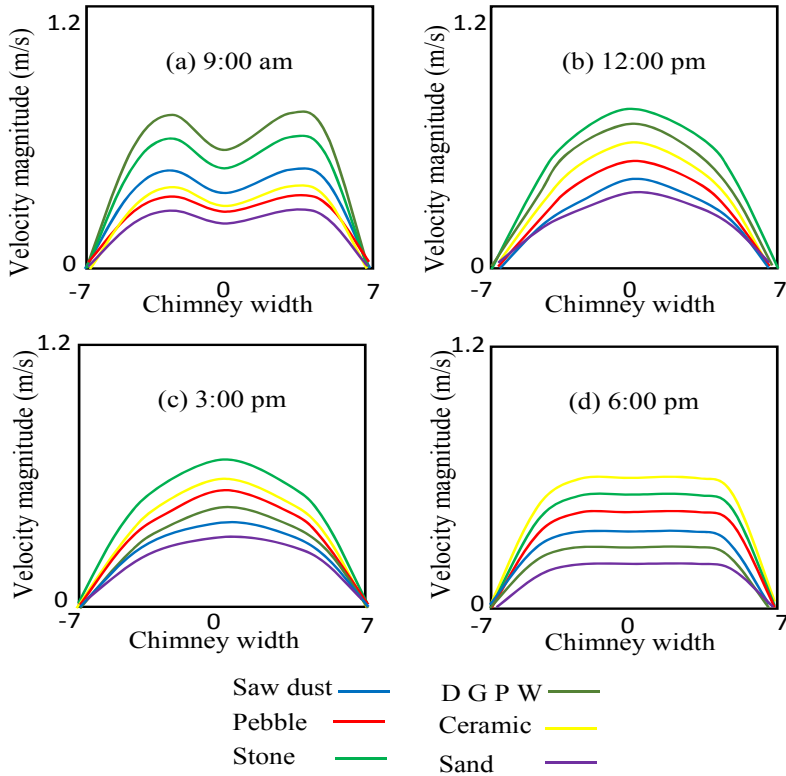 1.2
(a) 9:00 am
Velocity magnitude (m/s)
0
-7
0
7
Chimney width
1.2
(b) 12:00 pm
Velocity magnitude (m/s)
0
-7
0
7
Chimney width
1.2
(c) 3:00 pm
Velocity magnitude (m/s)
0
-7
0
7
Chimney width
1.2
(d) 6:00 pm
Velocity magnitude (m/s)
0
-7
0
7
Chimney width
Saw dust
D G P W
Pebble
Ceramic
Stone
Sand